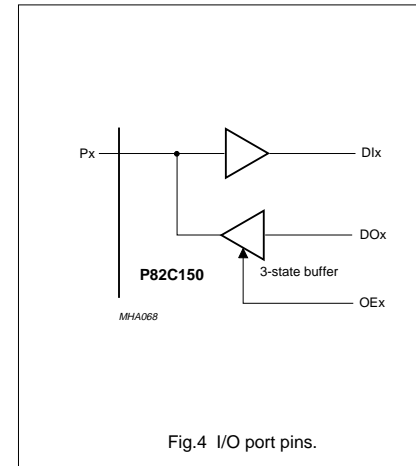 Px
DIx
DOx
P82C150
3-state buffer
OEx
MHA068
Fig.4 I/O port pins.